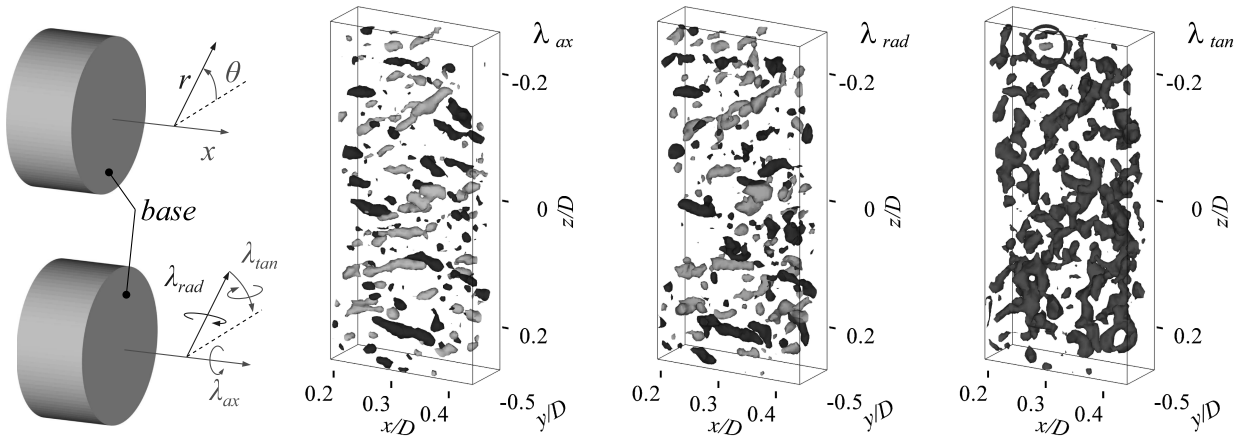 r
θ
x
base
λrad
λtan
λax
λ ax
-0.2
0
z/D
0.2
0.2
0.3
0.4
x/D
-0.5
y/D
λ rad
-0.2
0
z/D
0.2
0.2
0.3
0.4
x/D
-0.5
y/D
λ tan
-0.2
0
z/D
0.2
0.2
0.3
0.4
x/D
-0.5
y/D